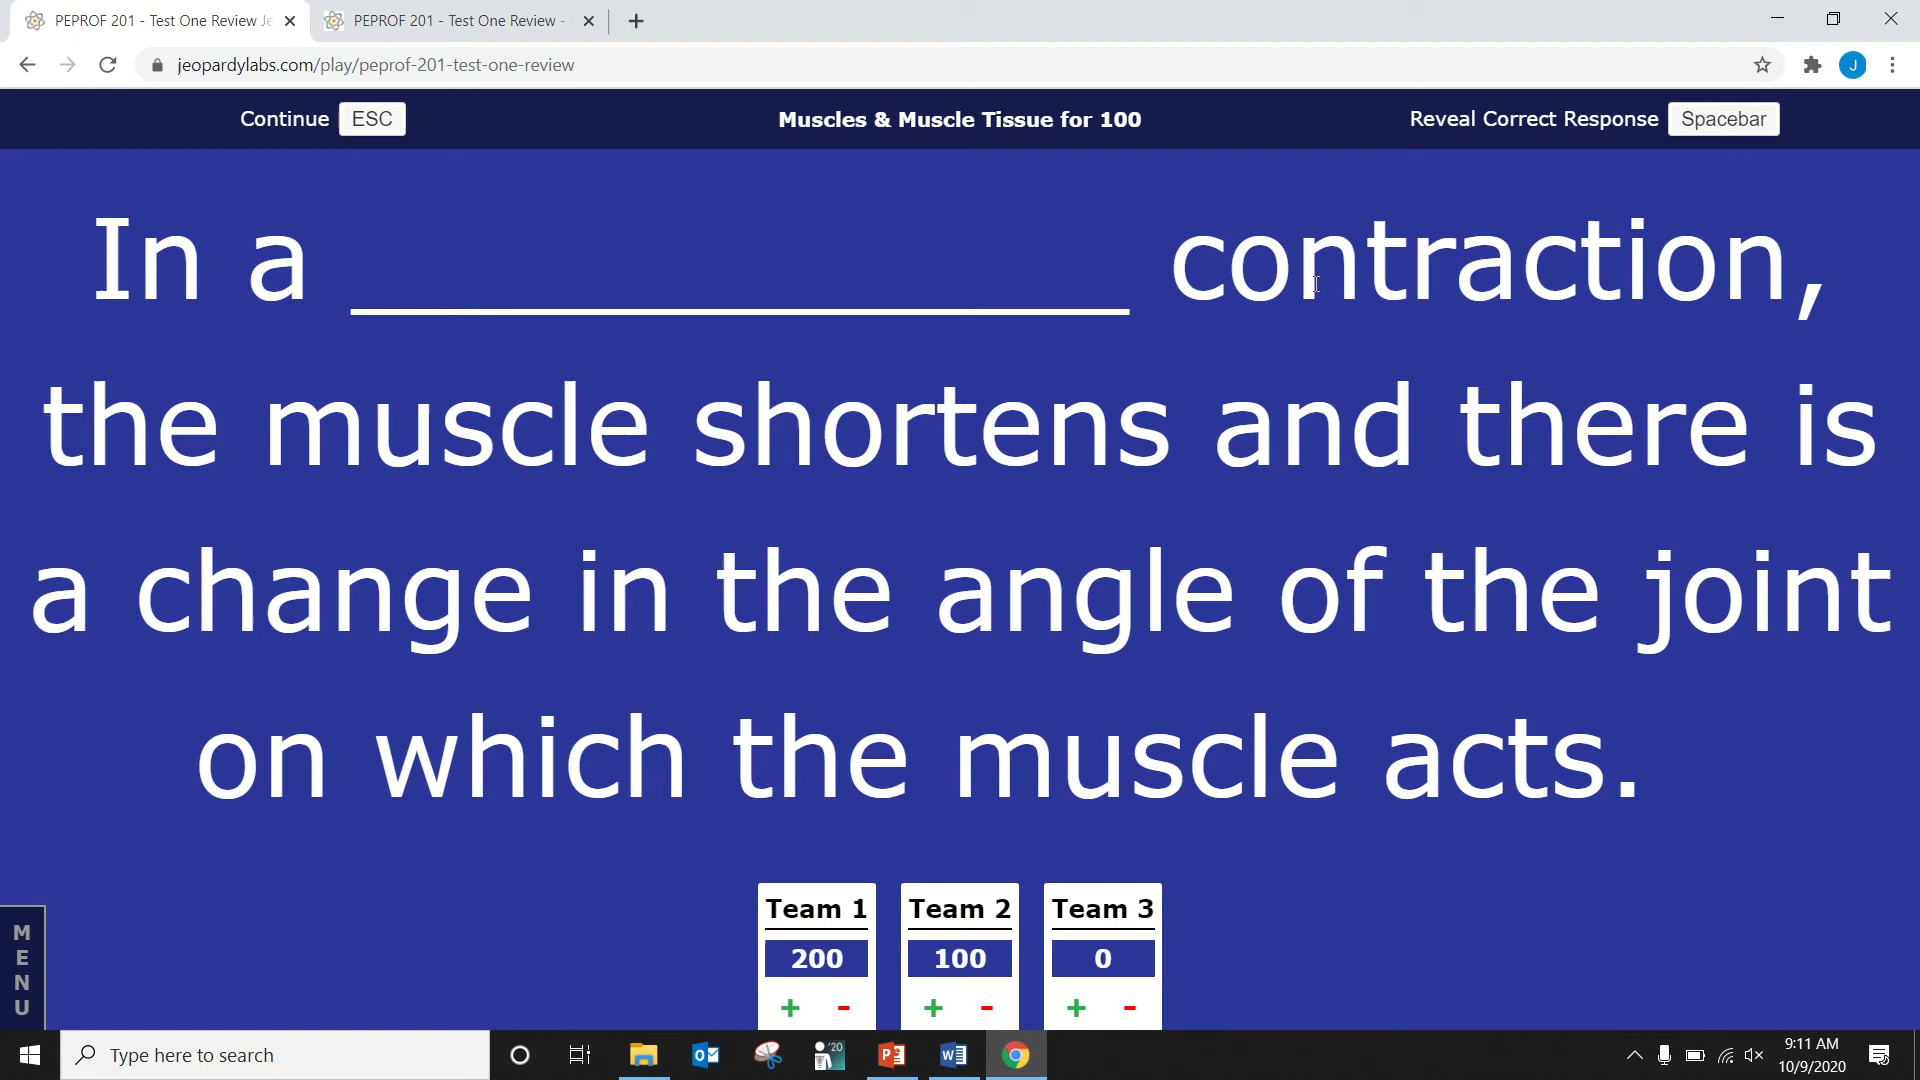 PEPROF 201 - Test One Review Je
PEPROF 201 - Test One Review -
jeopardylabs.com/play/peprof-201-test-one-review
J
Continue ESC
Muscles & Muscle Tissue for 100
Reveal Correct Response Spacebar
In a ______________ contraction,
the muscle shortens and there is
a change in the angle of the joint
on which the muscle acts.
MENU
Team 1 Team 2 Team 3
200 100 0
+ - + - + -
Type here to search
'20
9:11 AM
10/9/2020